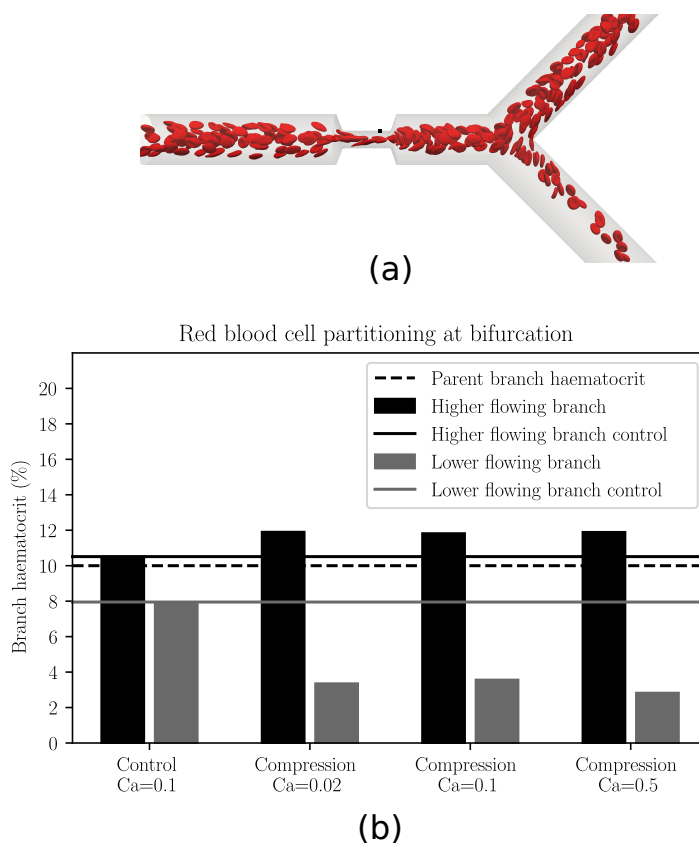 (a)
Red blood cell partitioning at bifurcation
Branch haematocrit (%)
20
18
16
14
12
10
8
6
4
2
0
Parent branch haematocrit
Higher flowing branch
Higher flowing branch control
Lower flowing branch
Lower flowing branch control
Control
Ca=0.1
Compression
Ca=0.02
Compression
Ca=0.1
Compression
Ca=0.5
(b)